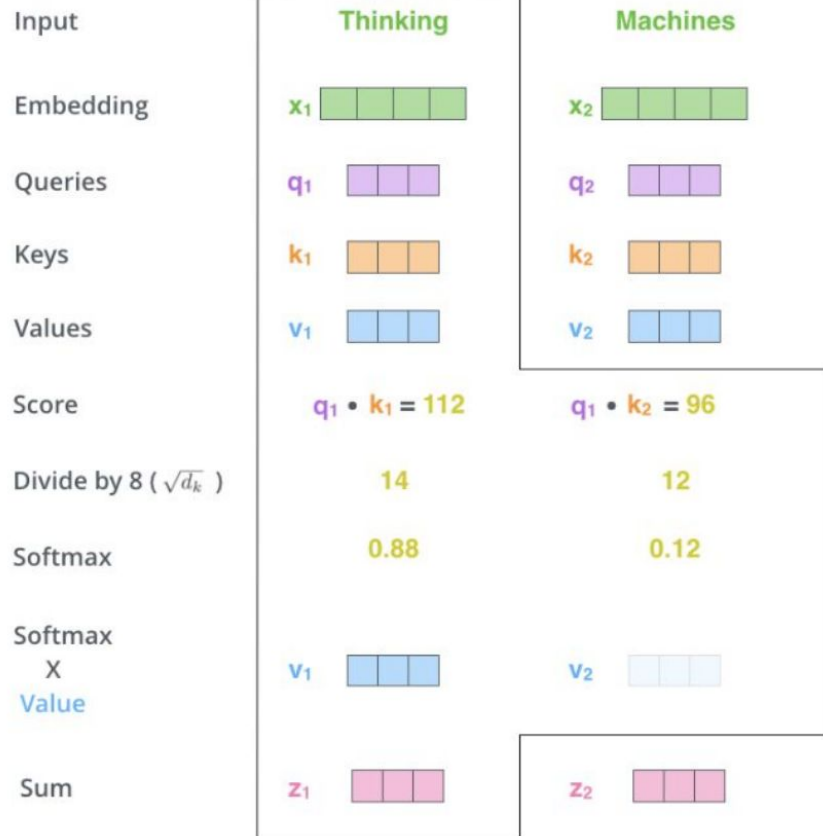 Input Thinking Machines
Embedding x₁ x₂
Queries q₁ q₂
Keys k₁ k₂
Values v₁ v₂
Score q₁ • k₁ = 112 q₁ • k₂ = 96
Divide by 8 ( √dₖ ) 14 12
Softmax 0.88 0.12
Softmax
X
Value v₁ v₂
Sum z₁ z₂